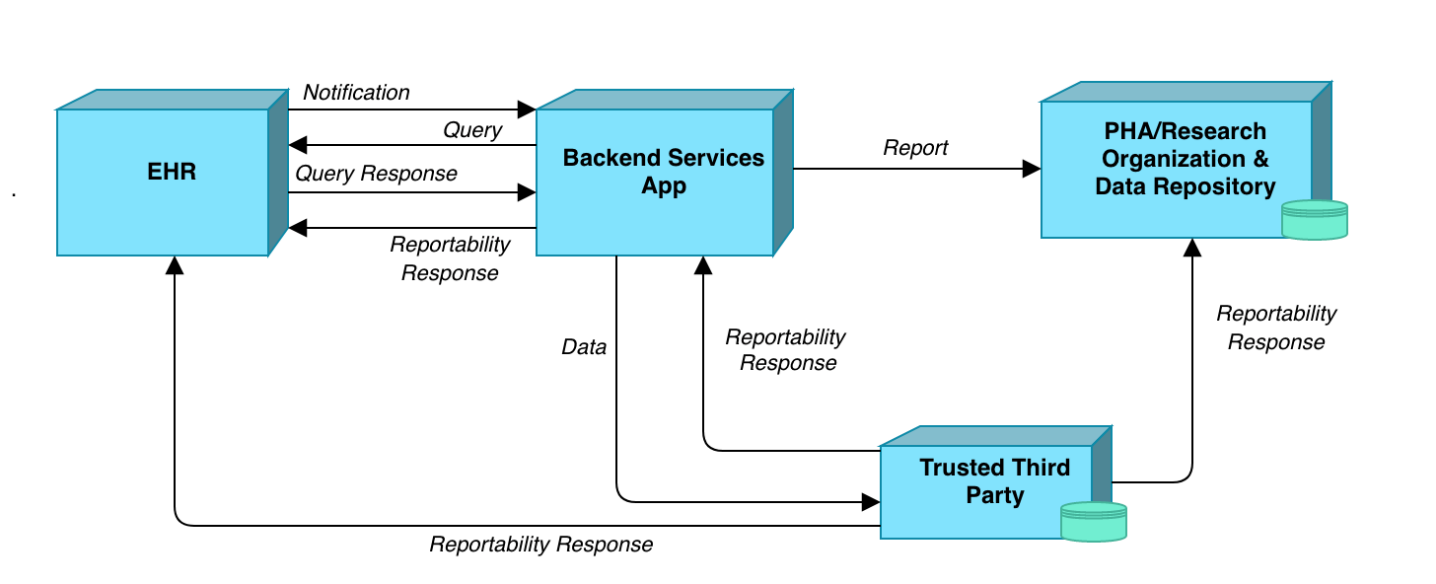 Notification
Query
Query Response
Reportability
Response
EHR
Backend Services
App
Report
PHA/Research
Organization &
Data Repository
.
Data
Reportability
Response
Reportability
Response
Trusted Third
Party
Reportability Response